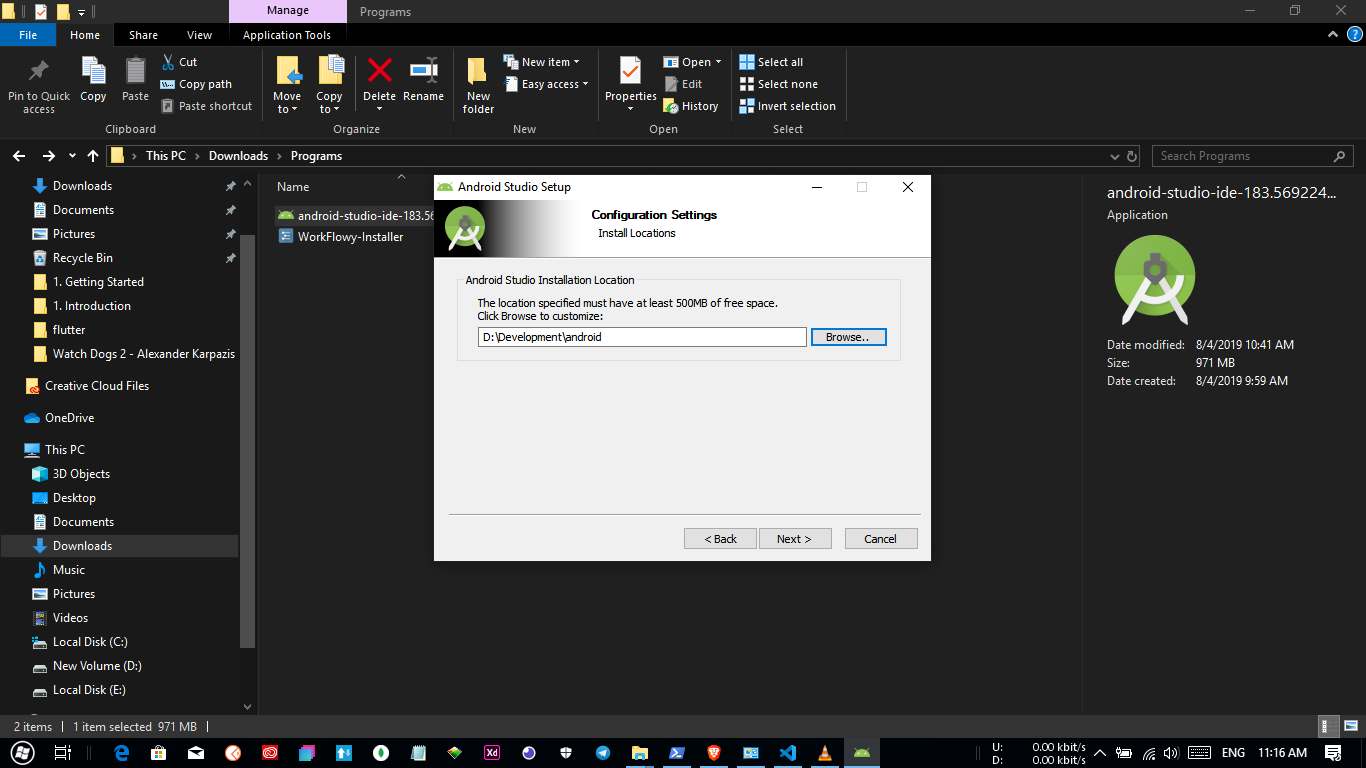 Manage
Programs
File
Home
Share
View
Application Tools
Pin to Quick
access
Copy
Paste
Cut
Copy path
Paste shortcut
Clipboard
Move
to
Copy
to
Delete
Rename
Organize
New
folder
New item
Easy access
New
Properties
Open
Edit
History
Open
Select all
Select none
Invert selection
Select
This PC
Downloads
Programs
Search Programs
Downloads
Documents
Pictures
Recycle Bin
1. Getting Started
1. Introduction
flutter
Watch Dogs 2 - Alexander Karpazis
Creative Cloud Files
OneDrive
This PC
3D Objects
Desktop
Documents
Downloads
Music
Pictures
Videos
Local Disk (C:)
New Volume (D:)
Local Disk (E:)
Name
android-studio-ide-183.56
WorkFlowy-Installer
Android Studio Setup
Configuration Settings
Install Locations
Android Studio Installation Location
The location specified must have at least 500MB of free space.
Click Browse to customize:
D:\Development\android
Browse..
< Back
Next >
Cancel
android-studio-ide-183.569224...
Application
Date modified: 8/4/2019 10:41 AM
Size: 971 MB
Date created: 8/4/2019 9:59 AM
2 items
1 item selected 971 MB
Xd
U: 0.00 kbit/s
D: 0.00 kbit/s
ENG
11:16 AM